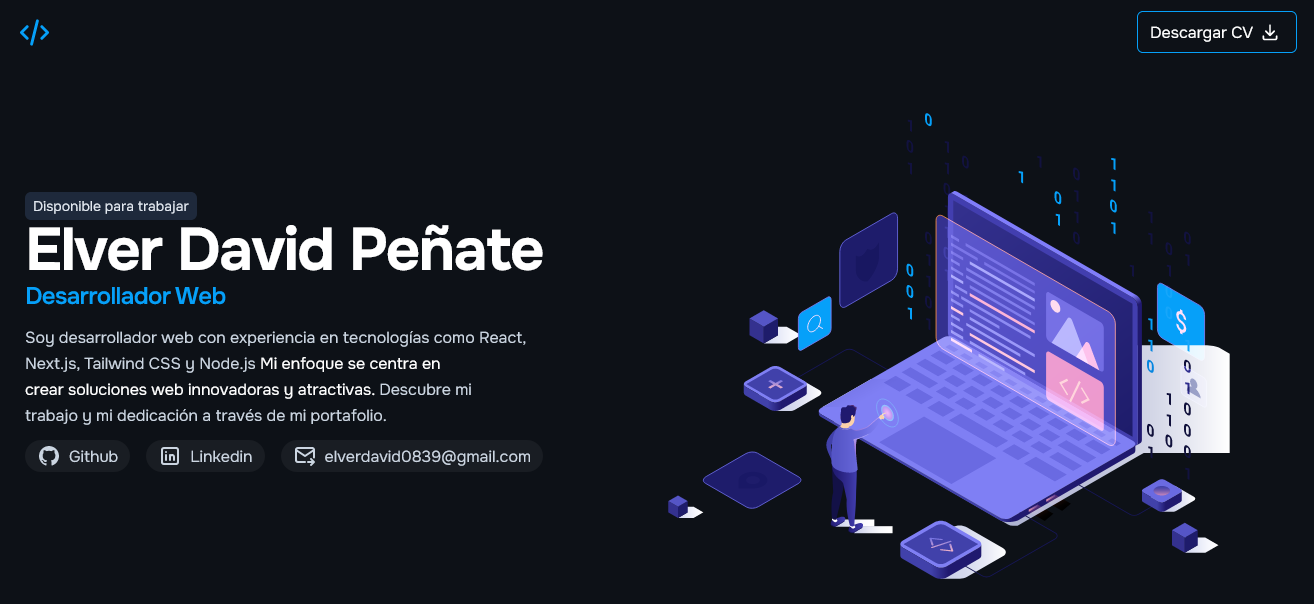 Descargar CV
Disponible para trabajar
Elver David Peñate
Desarrollador Web
Soy desarrollador web con experiencia en tecnologías como React,
Next.js, Tailwind CSS y Node.js Mi enfoque se centra en
crear soluciones web innovadoras y atractivas. Descubre mi
trabajo y mi dedicación a través de mi portafolio.
Github
Linkedin
elverdavid0839@gmail.com